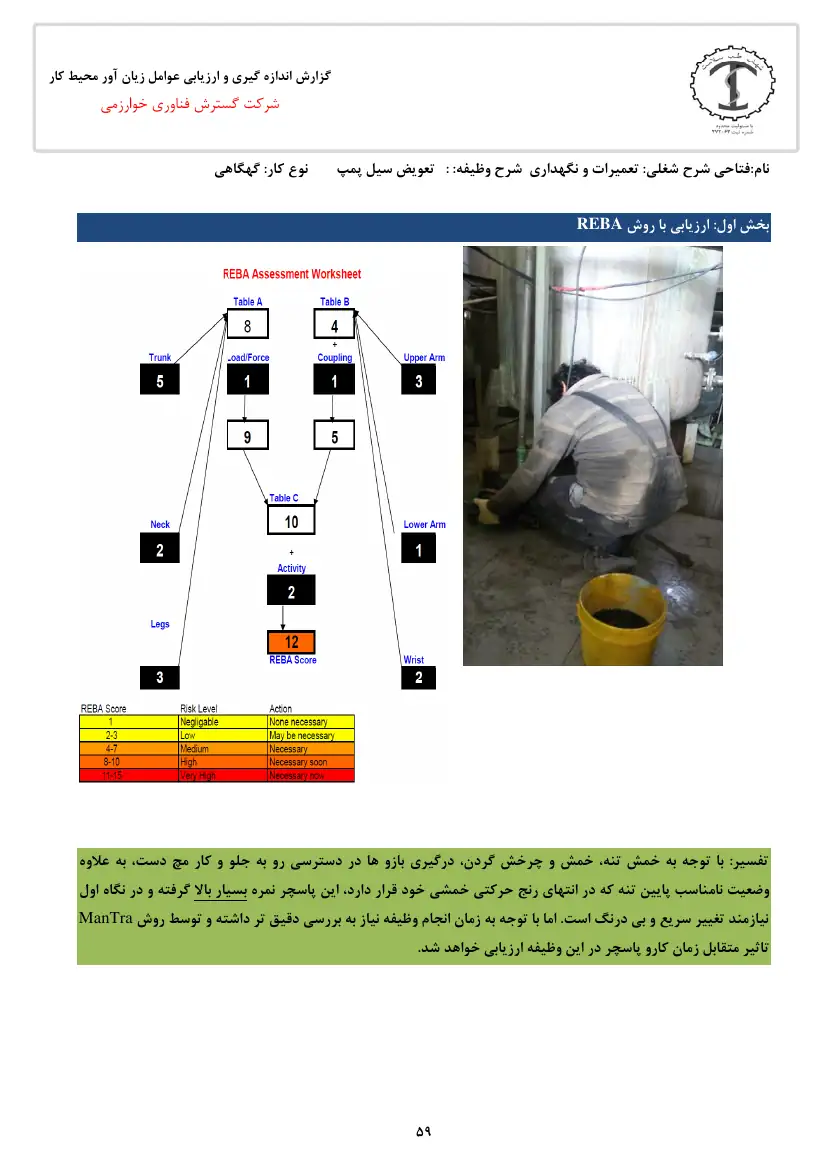 گزارش اندازه گیری و ارزیابی عوامل زیان آور محیط کار
شرکت گسترش فناوری خوارزمی
شهاب طب سلامت
با مسئولیت محدود
نام:فتاحی شرح شغلی: تعمیرات و نگهداری شرح وظیفه: : تعویض سیل پمپ نوع کار: گهگاهی
بخش اول: ارزیابی با روش REBA
REBA Assessment Worksheet
Table A Table B
8 4
+
Trunk Load/Force Coupling Upper Arm
5 1 1 3
9 5
Table C
10
Neck Lower Arm
2 1
+
Activity
2
Legs
12
REBA Score Wrist
3 2
REBA Score Risk Level Action
1 Negligable None necessary
2-3 Low May be necessary
4-7 Medium Necessary
8-10 High Necessary soon
11-15 Very High Necessary now
تفسیر: با توجه به خمش تنه، خمش و چرخش گردن، درگیری بازو ها در دسترسی رو به جلو و کار مچ دست، به علاوه
وضعیت نامناسب پایین تنه که در انتهای رنج حرکتی خمشی خود قرار دارد، این پاسچر نمره بسیار بالا گرفته و در نگاه اول
نیازمند تغییر سریع و بی درنگ است. اما با توجه به زمان انجام وظیفه نیاز به بررسی دقیق تر داشته و توسط روش ManTra
تاثیر متقابل زمان کارو پاسچر در این وظیفه ارزیابی خواهد شد.
۵۹